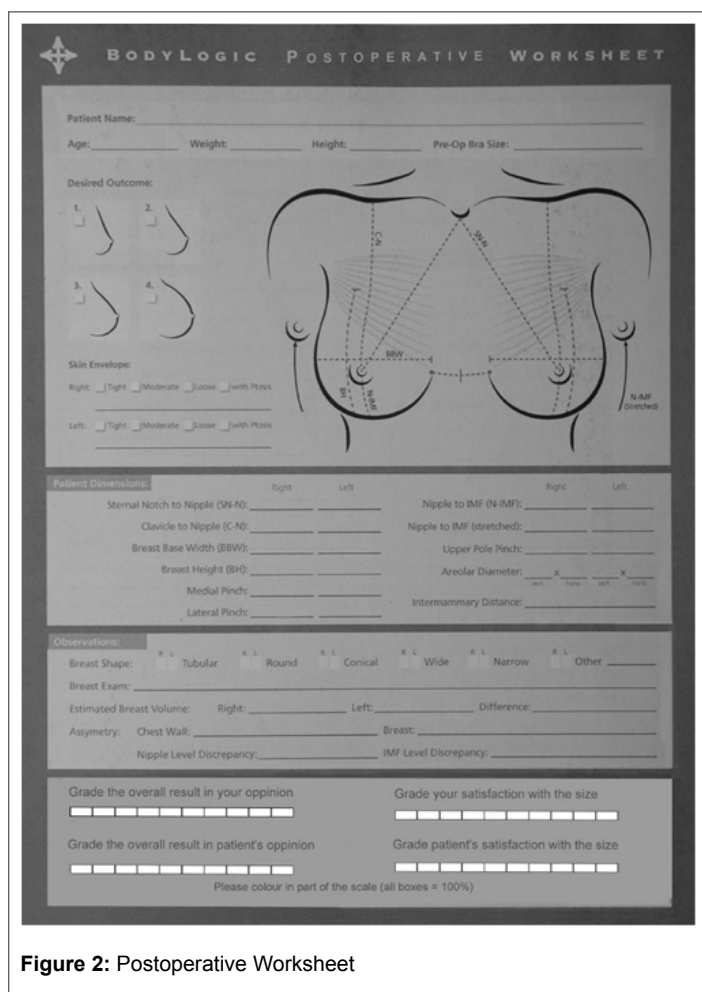 BODYLOGIC POSTOPERATIVE WORKSHEET
Patient Name:
Age: Weight: Height: Pre-Op Bra Size:
Desired Outcome:
1. 2.
3. 4.
C-N SN-N
BBW
BH N-IMF
N-IMF (Stretched)
Skin Envelope:
Right: Tight Moderate Loose with Ptosis
Left: Tight Moderate Loose with Ptosis
Patient Dimensions:
Right Left Right Left
Sternal Notch to Nipple (SN-N): Nipple to IMF (N-IMF):
Clavicle to Nipple (C-N): Nipple to IMF (stretched):
Breast Base Width (BBW): Upper Pole Pinch:
Breast Height (BH): Areolar Diameter: x x
vert. horiz. vert. horiz.
Medial Pinch:
Lateral Pinch: Intermammary Distance:
Observations:
R L R L R L R L R L R L
Breast Shape: Tubular Round Conical Wide Narrow Other
Breast Exam:
Estimated Breast Volume: Right: Left: Difference:
Assymetry: Chest Wall: Breast:
Nipple Level Discrepancy: IMF Level Discrepancy:
Grade the overall result in your oppinion Grade your satisfaction with the size
Grade the overall result in patient's oppinion Grade patient's satisfaction with the size
Please colour in part of the scale (all boxes = 100%)
Figure 2: Postoperative Worksheet